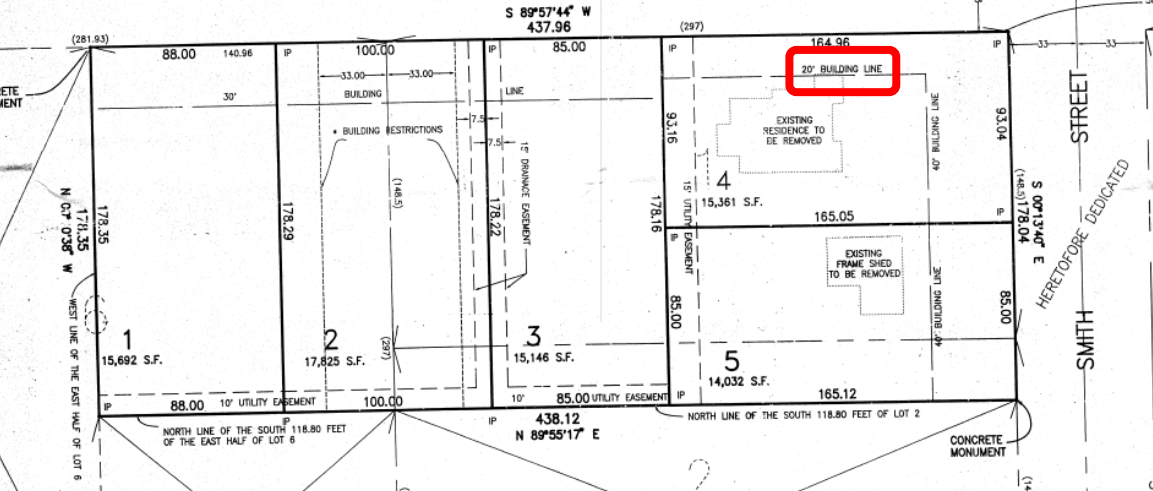 S 89°57'44" W
437.96
(281.93)
88.00
140.96
IP
100.00
IP
85.00
(297)
IP
164.96
IP
33
33
33.00
33.00
20' BUILDING LINE
30'
BUILDING
LINE
* BUILDING RESTRICTIONS
7.5
7.5
15' DRAINAGE EASEMENT
EXISTING
RESIDENCE TO
BE REMOVED
40' BUILDING LINE
93.16
93.04
STREET
(148.5)
(148.5)
4
15,361 S.F.
15' UTILITY EASEMENT
165.05
IP
IP
178.35
178.35
178.29
178.22
178.16
178.04
S 00°13'40" E
HERETOFORE DEDICATED
EXISTING
FRAME SHED
TO BE REMOVED
WEST LINE OF THE EAST HALF OF LOT 6
85.00
85.00
40' BUILDING LINE
SMITH
1
15,692 S.F.
2
17,825 S.F.
(297)
3
15,146 S.F.
5
14,032 S.F.
IP
88.00
10' UTILITY EASEMENT
100.00
10'
85.00
UTILITY EASEMENT
IP
165.12
IP
IP
438.12
N 89°55'17" E
NORTH LINE OF THE SOUTH 118.80 FEET
OF THE EAST HALF OF LOT 6
NORTH LINE OF THE SOUTH 118.80 FEET OF LOT 2
CONCRETE
MONUMENT